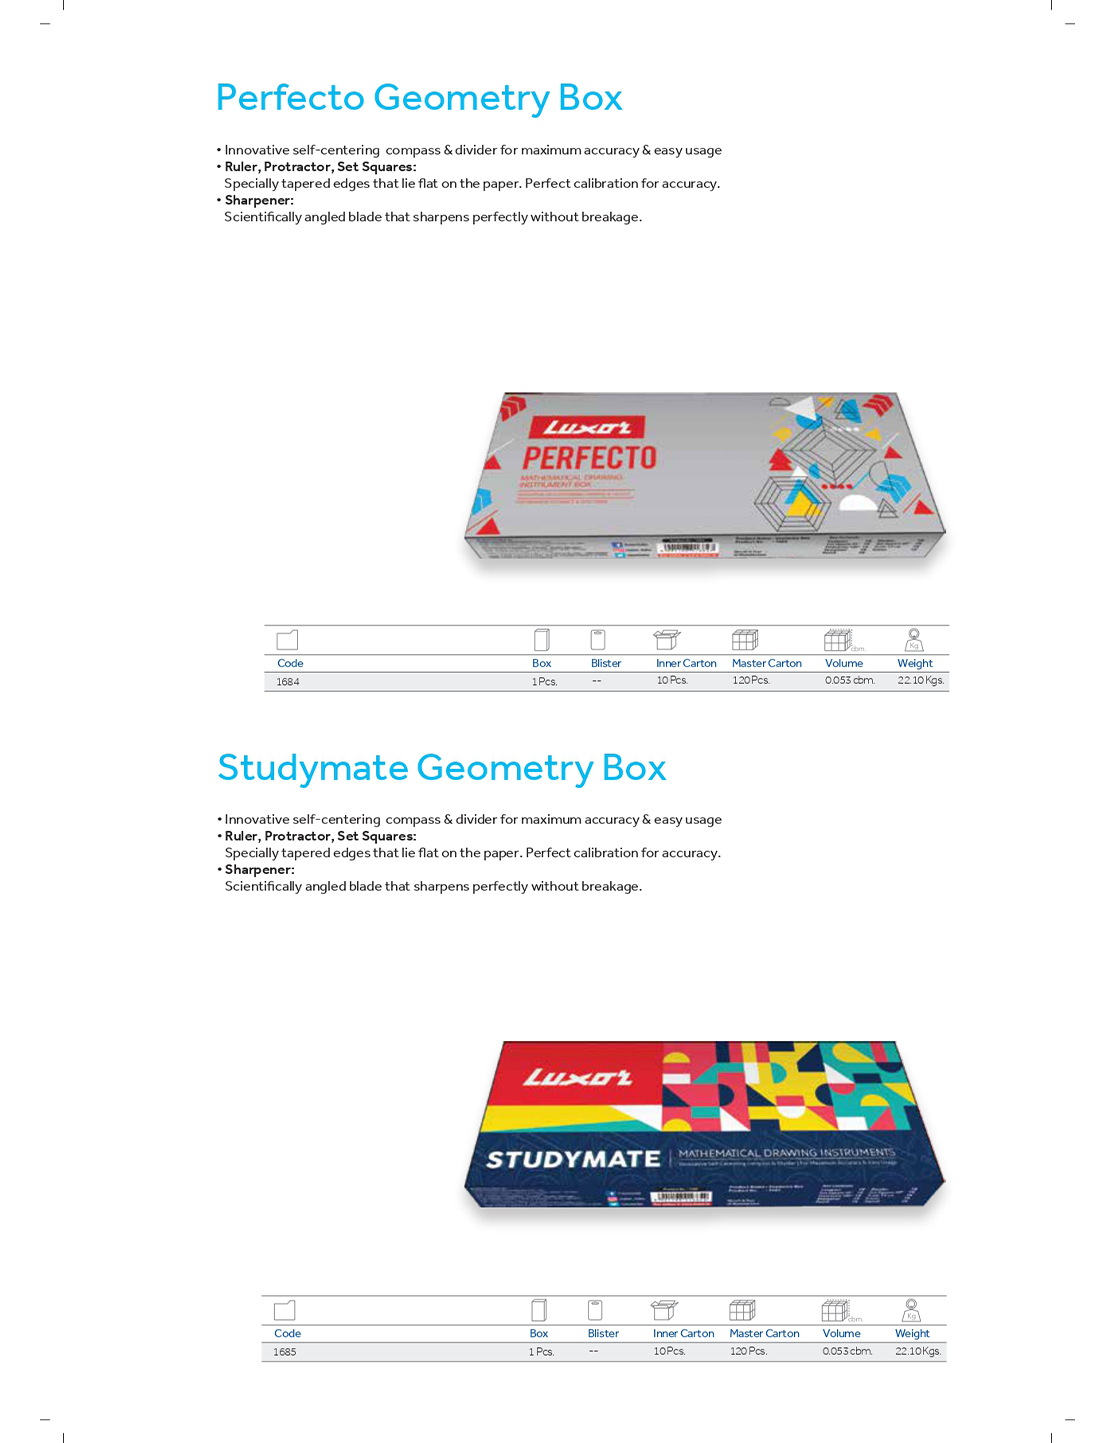 Perfecto Geometry Box
• Innovative self-centering compass & divider for maximum accuracy & easy usage
• Ruler, Protractor, Set Squares:
Specially tapered edges that lie flat on the paper. Perfect calibration for accuracy.
• Sharpener:
Scientifically angled blade that sharpens perfectly without breakage.
Luxor
PERFECTO
MATHEMATICAL DRAWING
INSTRUMENT BOX
cbm.
Kg
Code Box Blister Inner Carton Master Carton Volume Weight
1684 1 Pcs. -- 10 Pcs. 120 Pcs. 0.053 cbm. 22.10 Kgs.
Studymate Geometry Box
• Innovative self-centering compass & divider for maximum accuracy & easy usage
• Ruler, Protractor, Set Squares:
Specially tapered edges that lie flat on the paper. Perfect calibration for accuracy.
• Sharpener:
Scientifically angled blade that sharpens perfectly without breakage.
Luxor
STUDYMATE | MATHEMATICAL DRAWING INSTRUMENTS
cbm.
Kg
Code Box Blister Inner Carton Master Carton Volume Weight
1685 1 Pcs. -- 10 Pcs. 120 Pcs. 0.053 cbm. 22.10 Kgs.